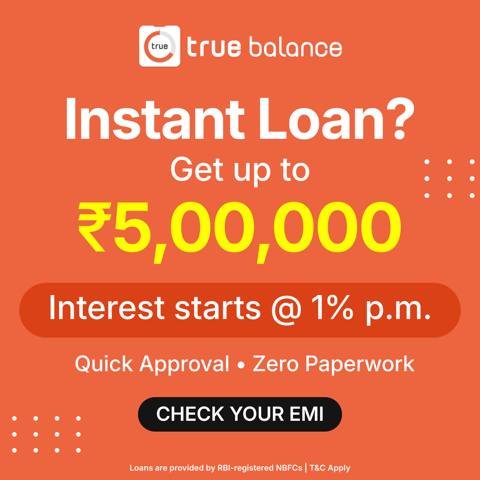 true true balance
Instant Loan?
Get up to
₹5,00,000
Interest starts @ 1% p.m.
Quick Approval • Zero Paperwork
CHECK YOUR EMI
Loans are provided by RBI-registered NBFCs | T&C Apply